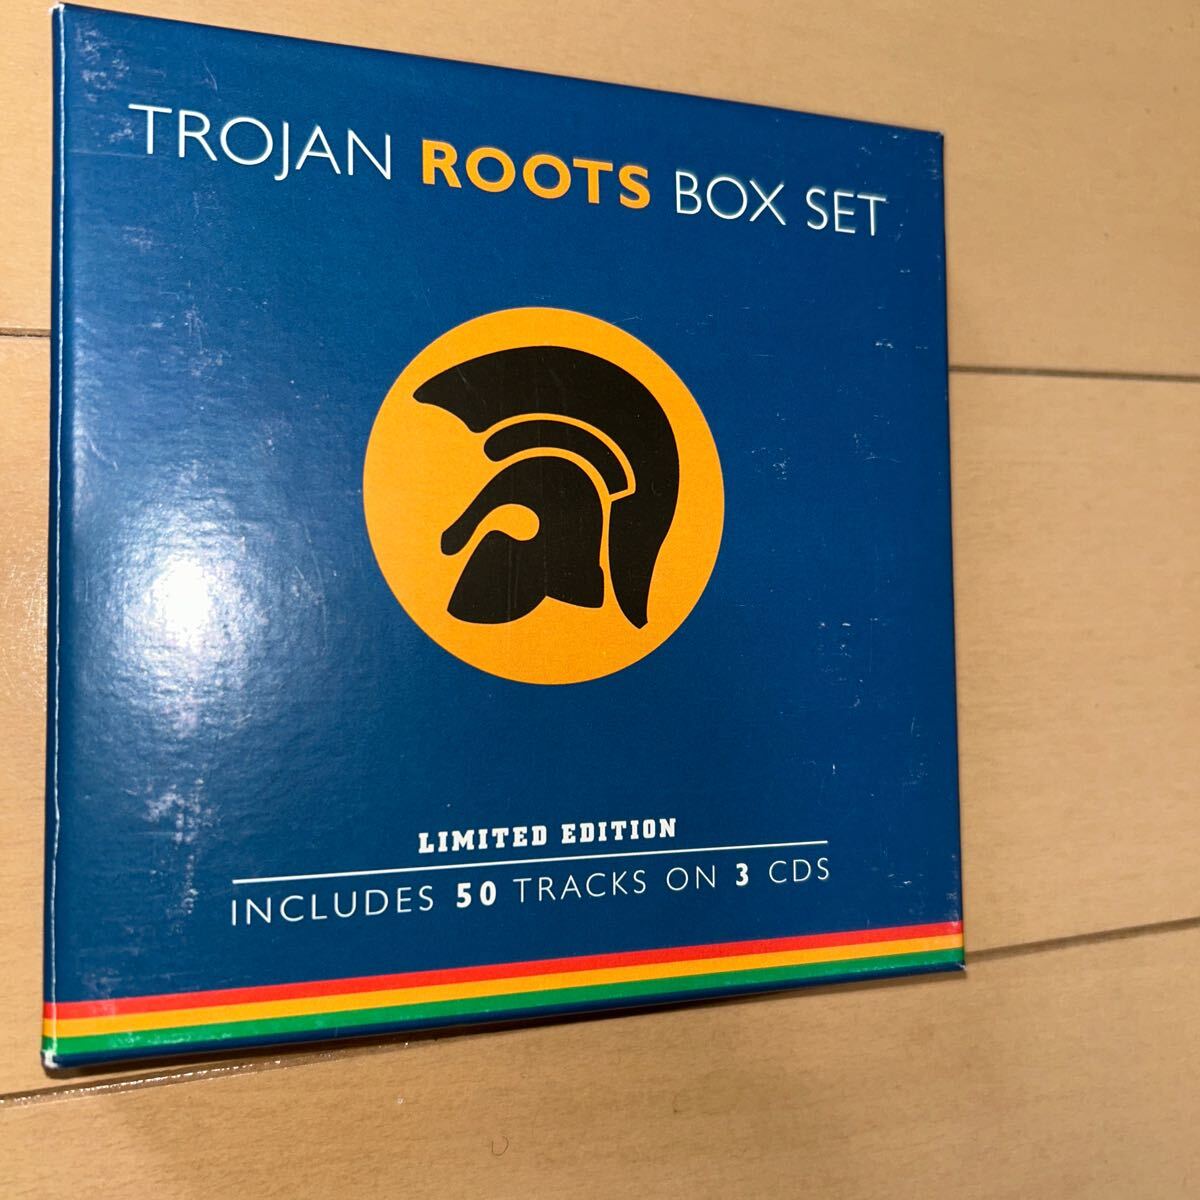 TROJAN ROOTS BOX SET
LIMITED EDITION
INCLUDES 50 TRACKS ON 3 CDS